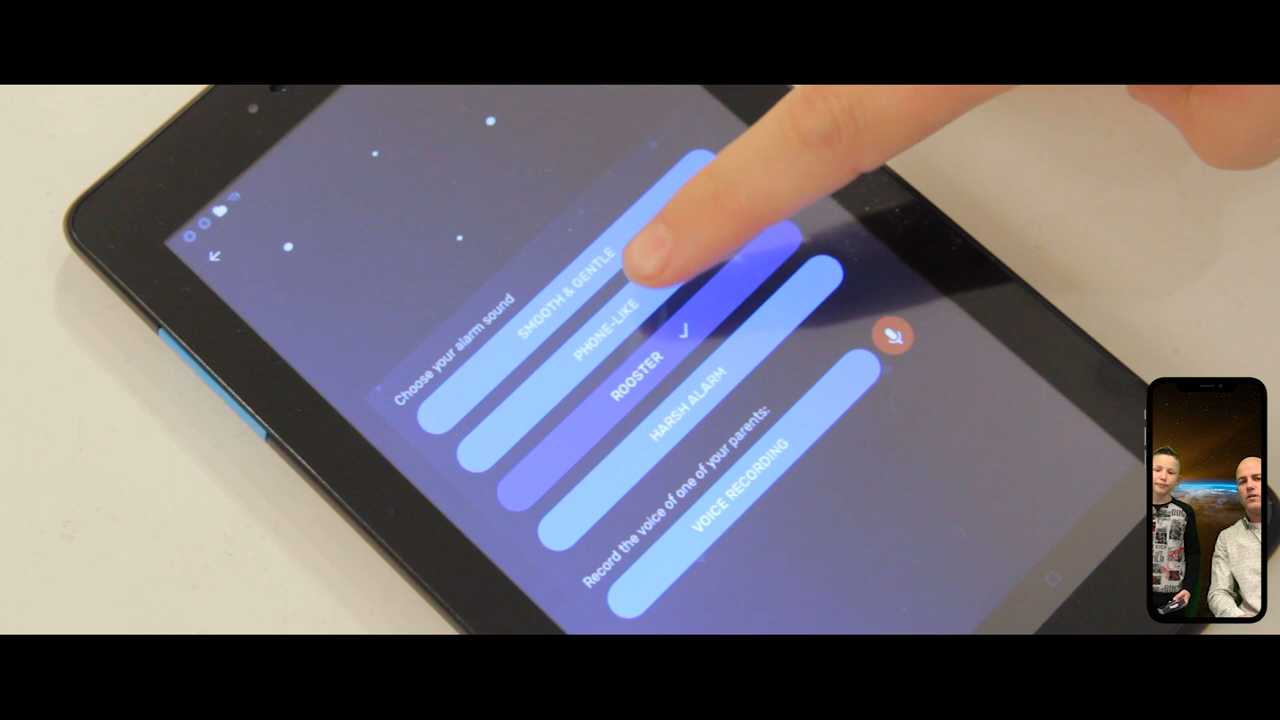 Choose your alarm sound
SMOOTH & GENTLE
PHONE-LIKE
ROOSTER
HARSH ALARM
Record the voice of one of your parents:
VOICE RECORDING